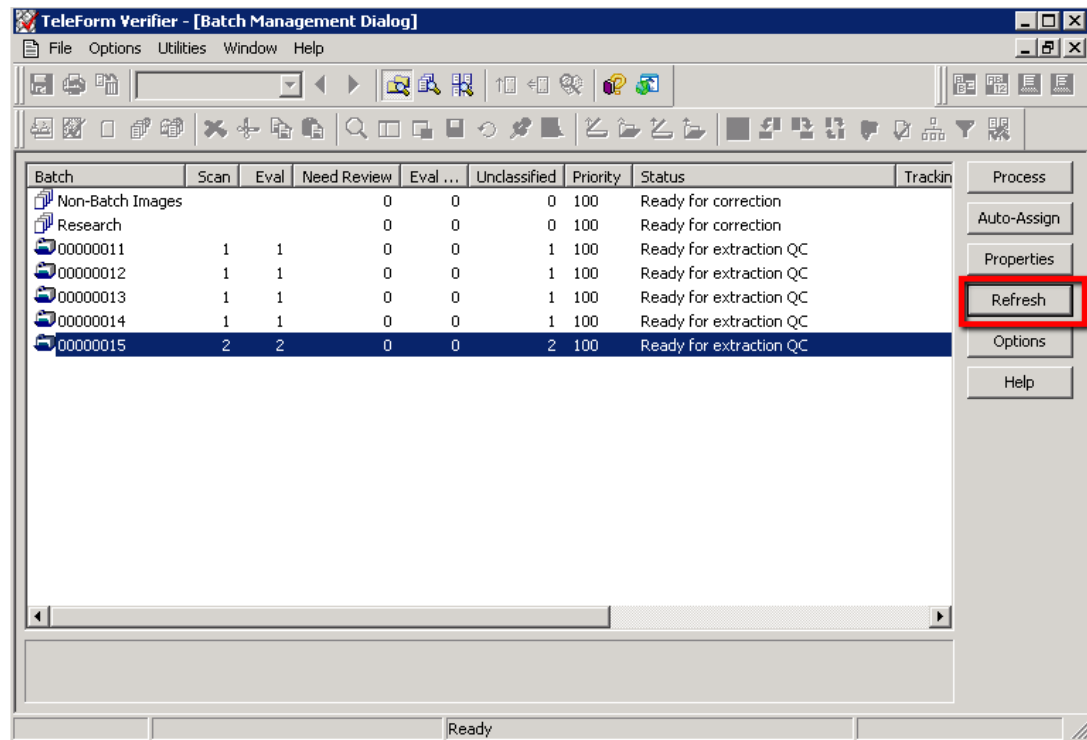 TeleForm Verifier - [Batch Management Dialog]
File Options Utilities Window Help
Batch Scan Eval Need Review Eval ... Unclassified Priority Status Trackin
Non-Batch Images 0 0 0 100 Ready for correction
Research 0 0 0 100 Ready for correction
00000011 1 1 0 0 1 100 Ready for extraction QC
00000012 1 1 0 0 1 100 Ready for extraction QC
00000013 1 1 0 0 1 100 Ready for extraction QC
00000014 1 1 0 0 1 100 Ready for extraction QC
00000015 2 2 0 0 2 100 Ready for extraction QC
Process
Auto-Assign
Properties
Refresh
Options
Help
Ready